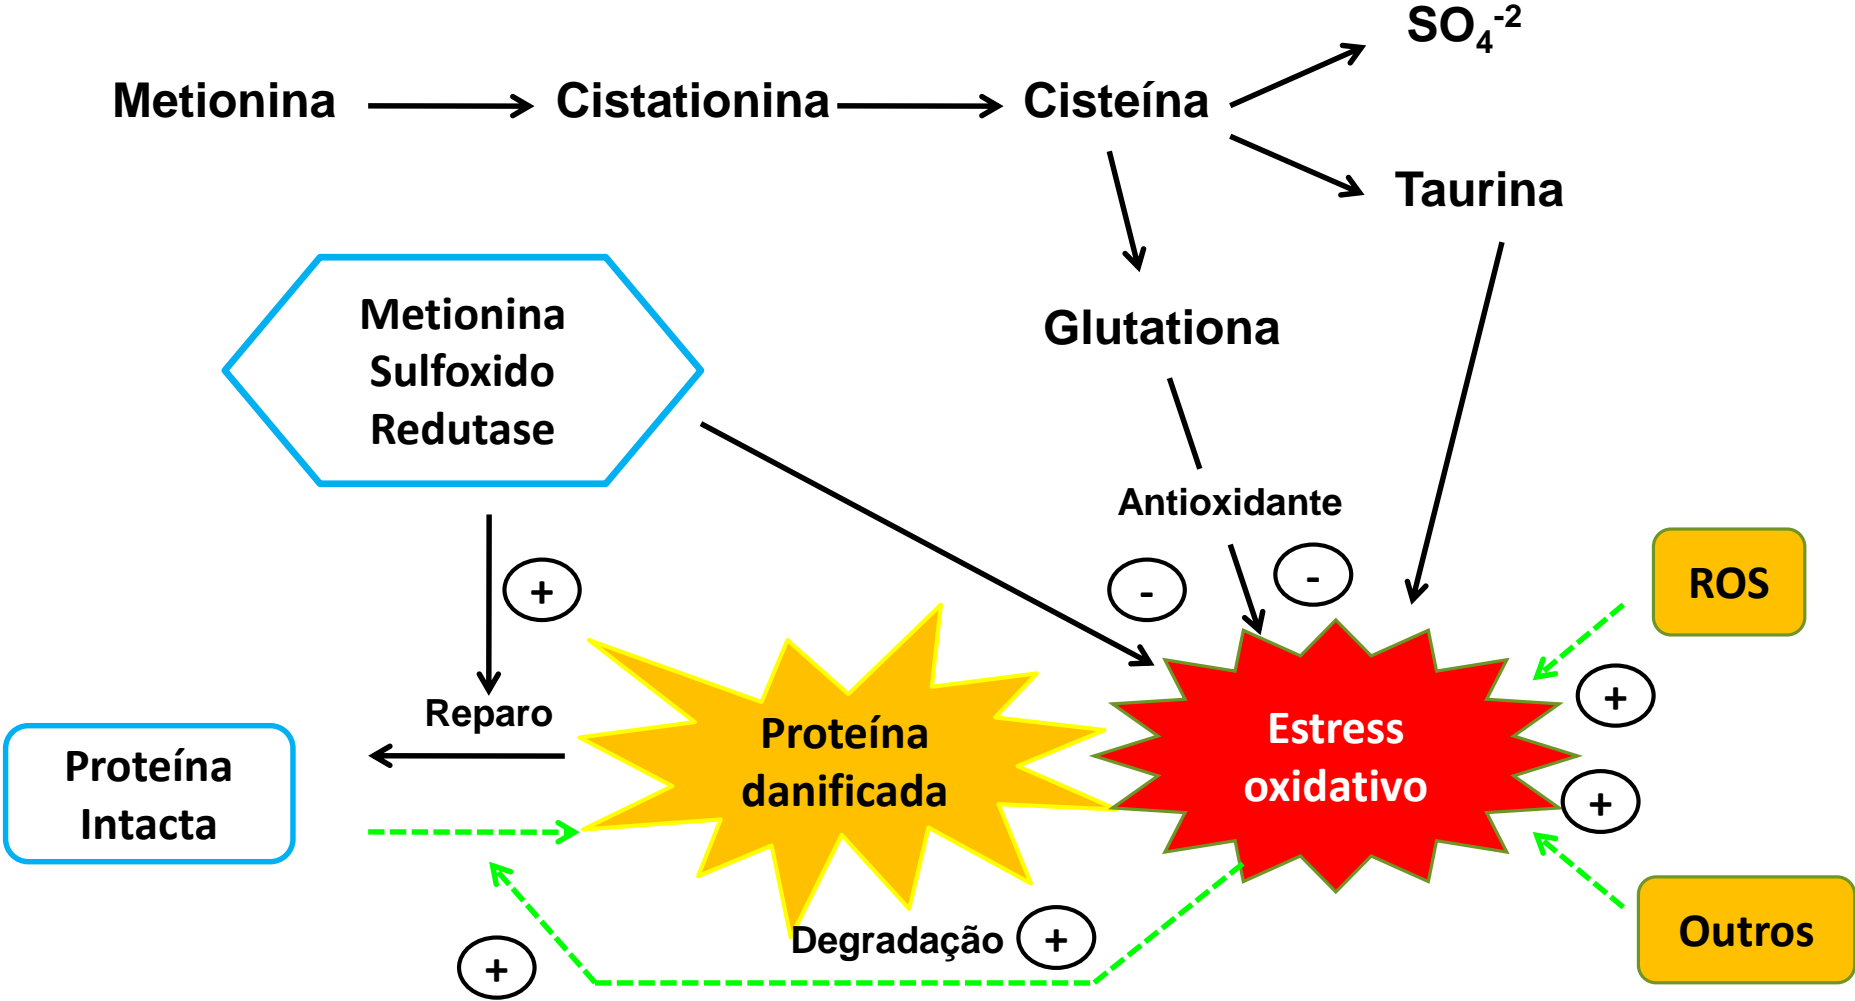 SO₄⁻²
Metionina
Cistationina
Cisteína
Taurina
Metionina
Sulfoxido
Redutase
Glutationa
Antioxidante
-
-
+
ROS
Reparo
+
Proteína
Intacta
Proteína
danificada
Estress
oxidativo
+
Degradação
+
+
Outros